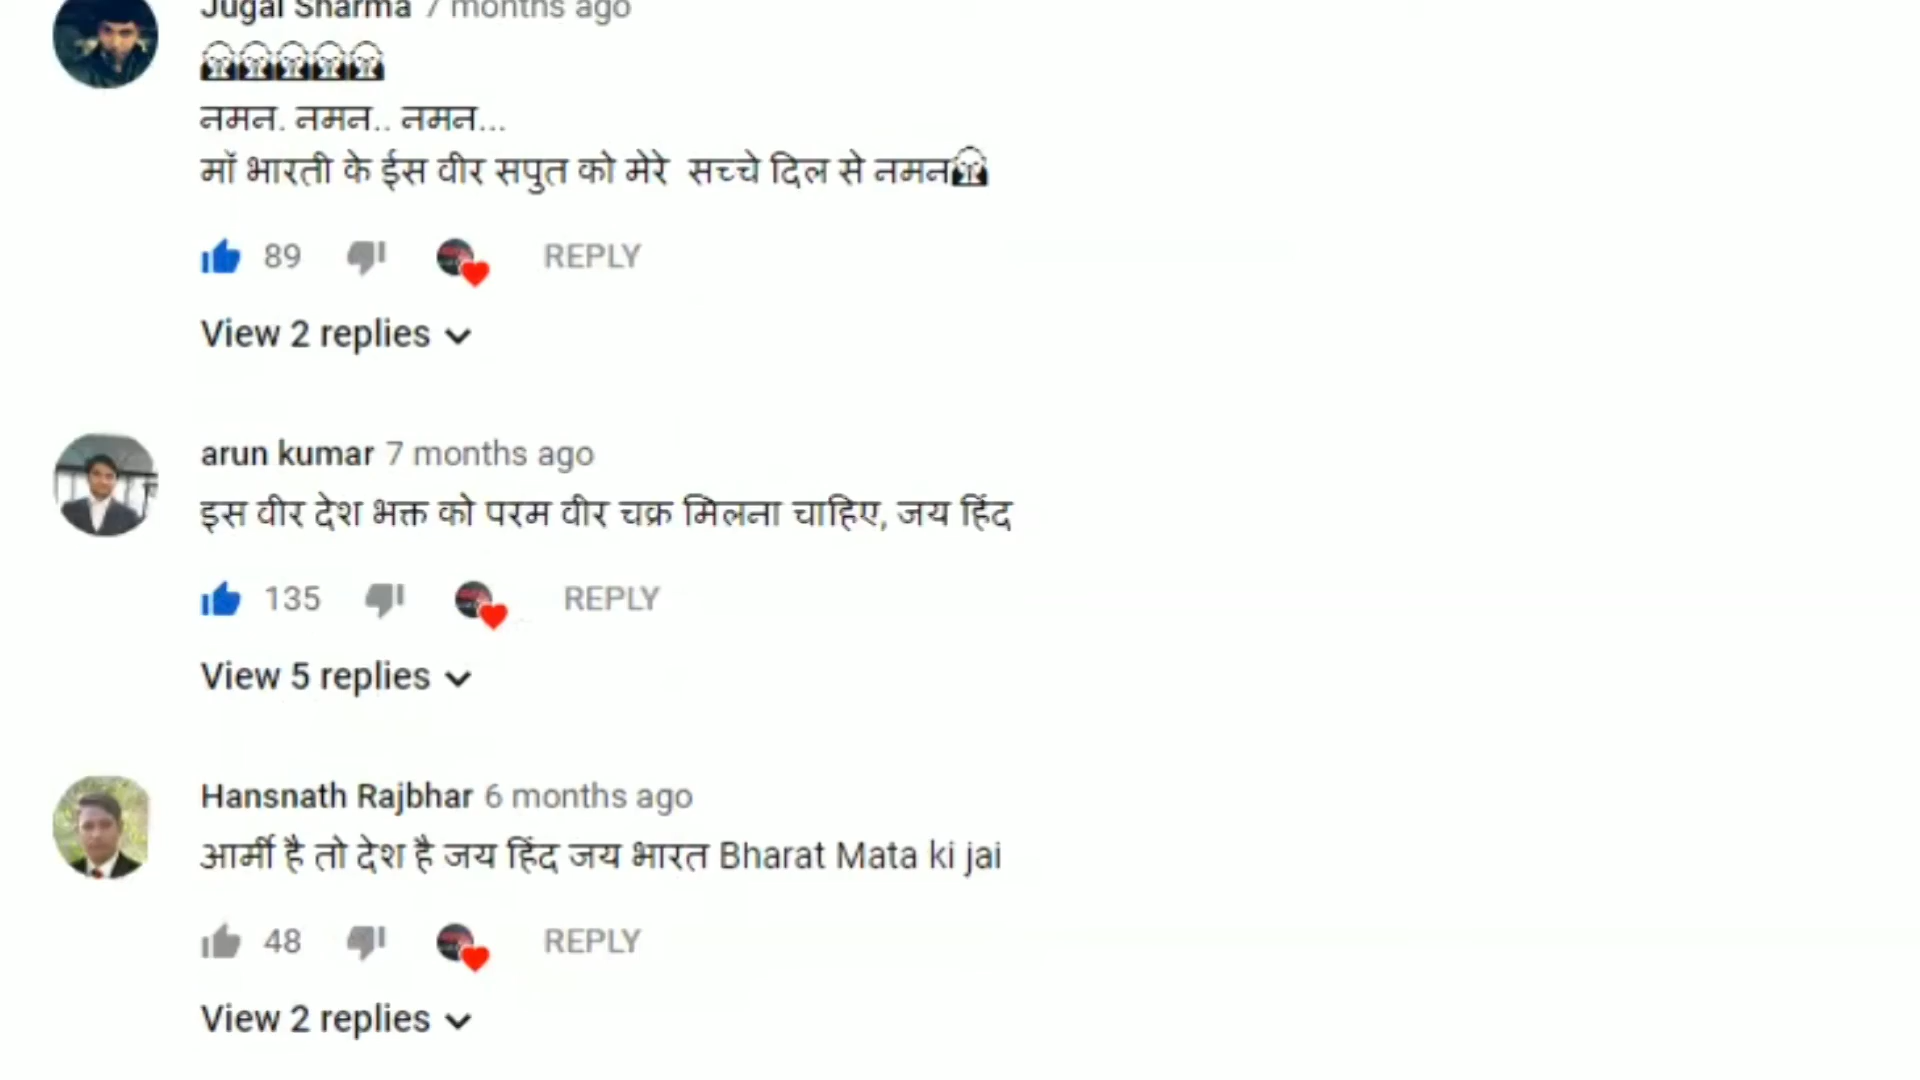 Jugal Sharma 7 months ago
नमन. नमन.. नमन...
मॉ भारती के ईस वीर सपुत को मेरे सच्चे दिल से नमन
89 REPLY
View 2 replies
arun kumar 7 months ago
इस वीर देश भक्त को परम वीर चक्र मिलना चाहिए, जय हिंद
135 REPLY
View 5 replies
Hansnath Rajbhar 6 months ago
आर्मी है तो देश है जय हिंद जय भारत Bharat Mata ki jai
48 REPLY
View 2 replies